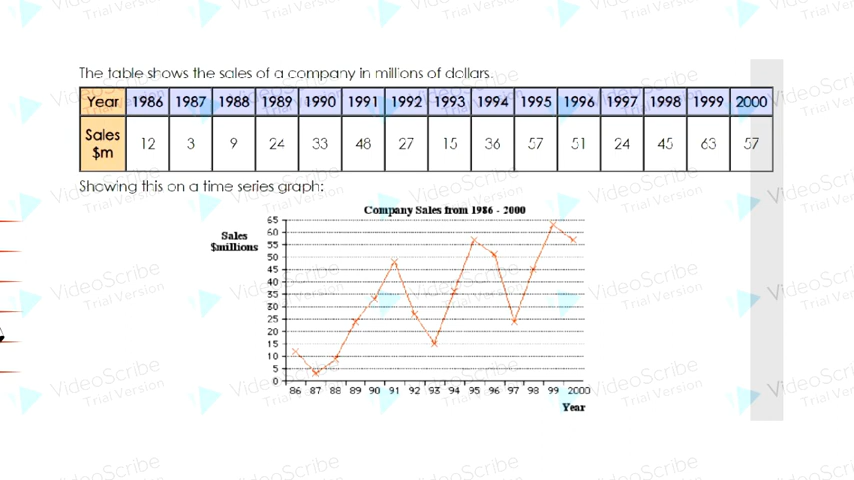 The table shows the sales of a company in millions of dollars.
Year 1986 1987 1988 1989 1990 1991 1992 1993 1994 1995 1996 1997 1998 1999 2000
Sales $m 12 3 9 24 33 48 27 15 36 57 51 24 45 63 57
Showing this on a time series graph:
Company Sales from 1986 - 2000
Sales
$millions
65
60
55
50
45
40
35
30
25
20
15
10
5
0
86 87 88 89 90 91 92 93 94 95 96 97 98 99 2000
Year
VideoScribe
Trial Version